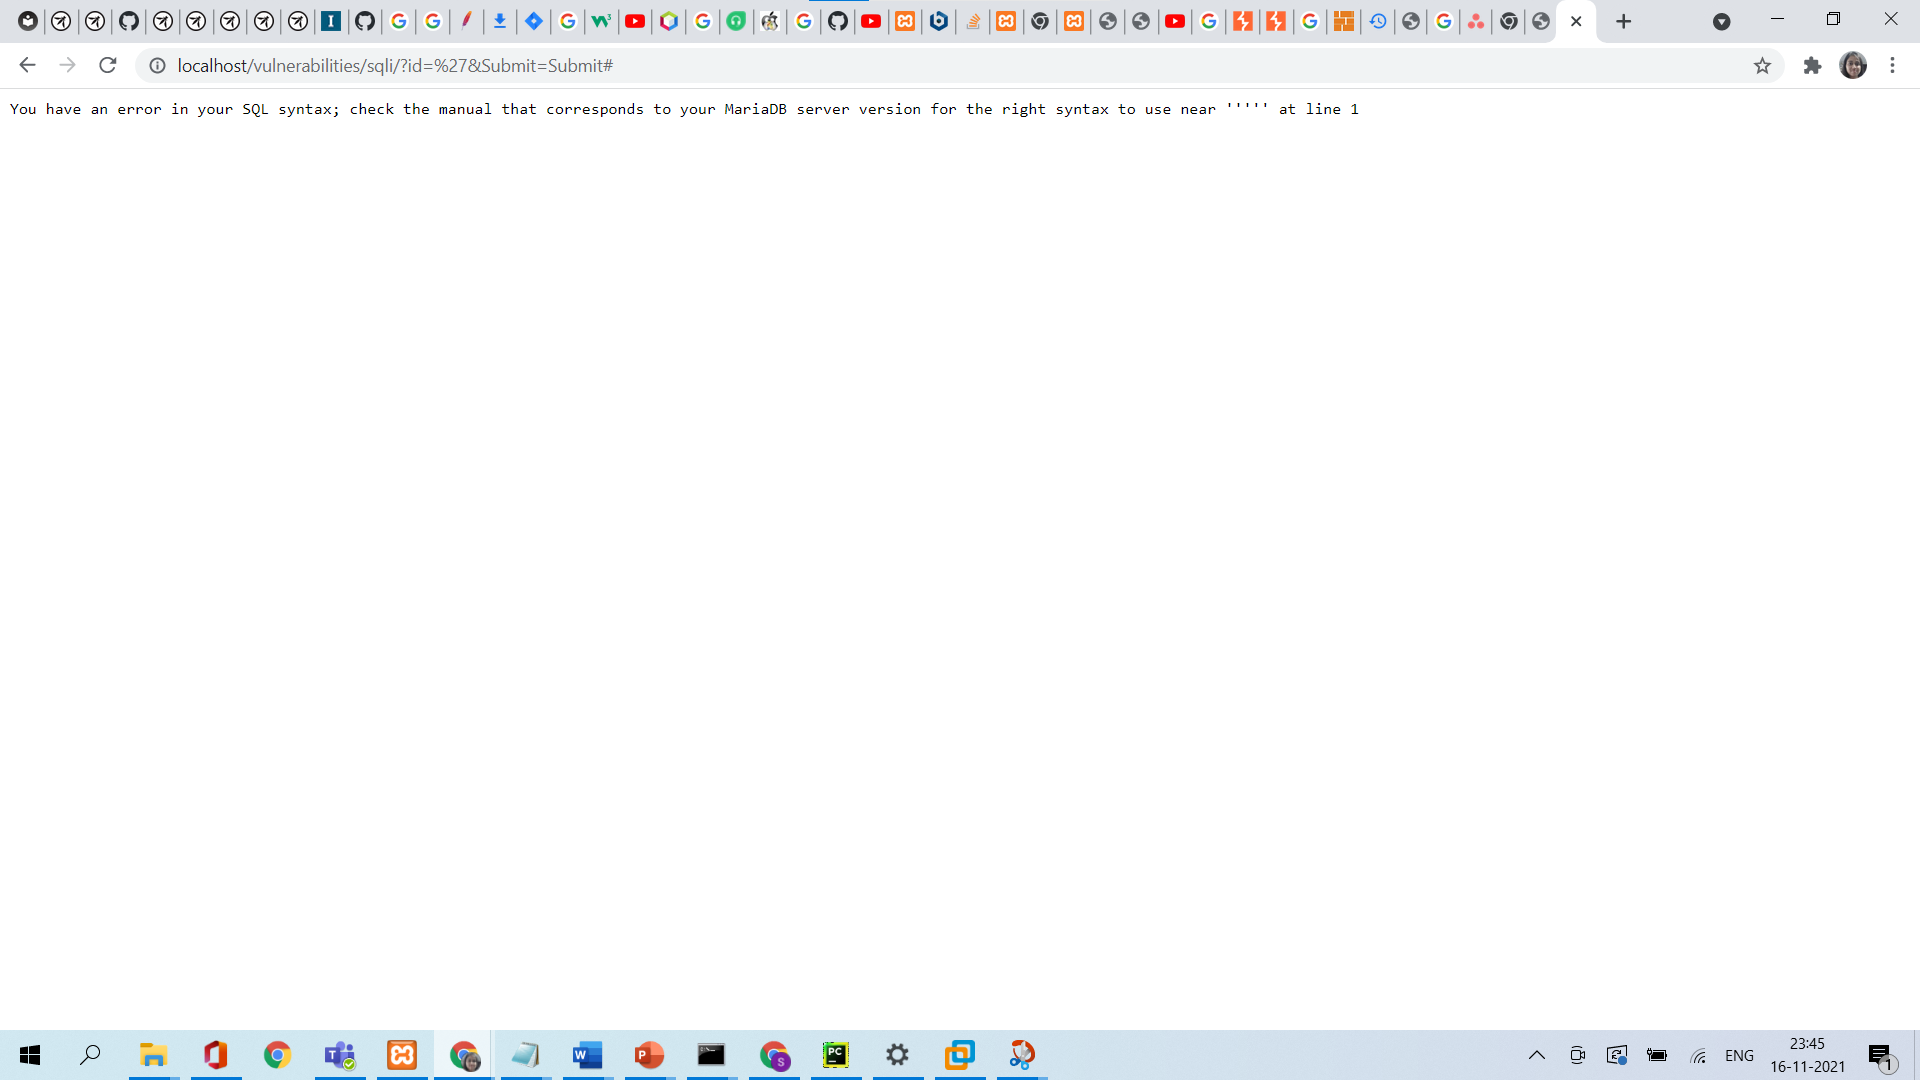 localhost/vulnerabilities/sqli/?id=%27&Submit=Submit#
You have an error in your SQL syntax; check the manual that corresponds to your MariaDB server version for the right syntax to use near ''''' at line 1
ENG
23:45
16-11-2021
1